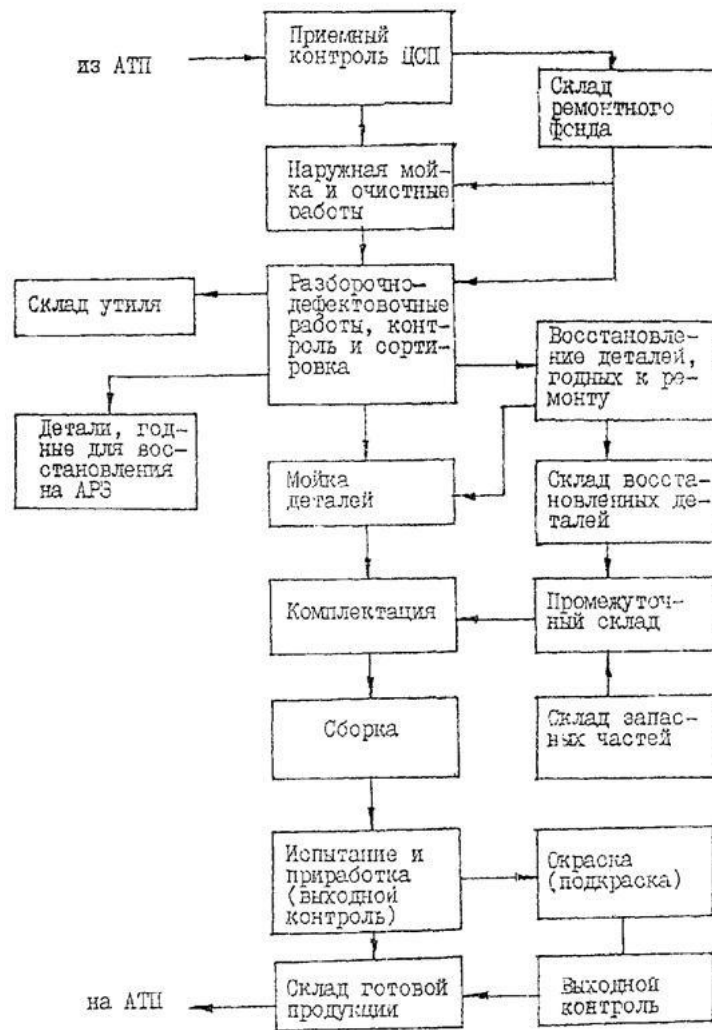 Приемный
контроль ЦСП
из АТП
Склад
ремонтного
фонда
Наружная мой-
ка и очистные
работы
Разборочно-
дефектовочные
работы, конт-
роль и сорти-
ровка
Склад утиля
Восстановле-
ние деталей,
годных к ре-
монту
Детали, год-
ные для вос-
становления
на АРЗ
Мойка
деталей
Склад восста-
новленных де-
талей
Комплектация
Промежуточ-
ный склад
Сборка
Склад запас-
ных частей
Испытание и
приработка
(выходной
контроль)
Окраска
(подкраска)
на АТП
Склад готовой
продукции
Выходной
контроль